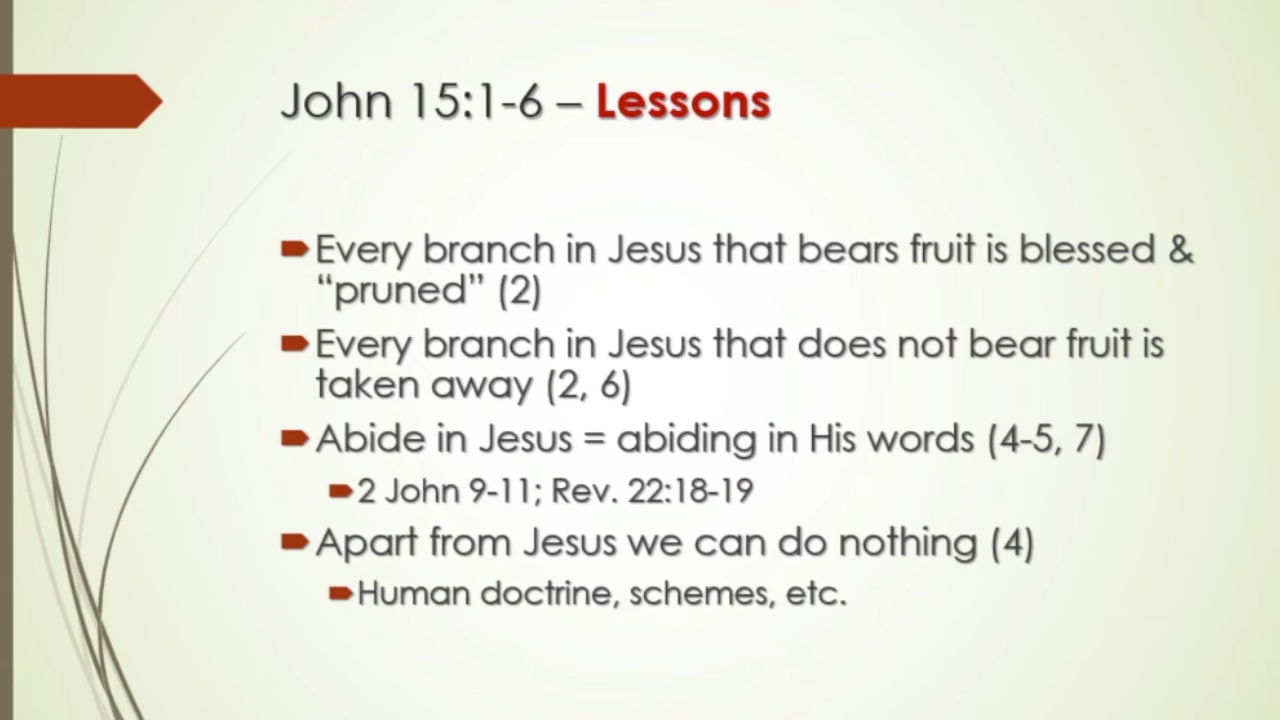 John 15:1-6 – Lessons
Every branch in Jesus that bears fruit is blessed &
“pruned” (2)
Every branch in Jesus that does not bear fruit is
taken away (2, 6)
Abide in Jesus = abiding in His words (4-5, 7)
2 John 9-11; Rev. 22:18-19
Apart from Jesus we can do nothing (4)
Human doctrine, schemes, etc.